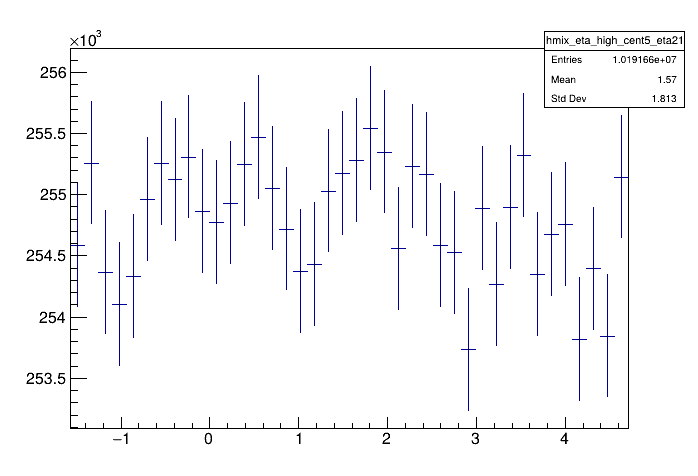 ×10³
hmix_eta_high_cent5_eta21
Entries 1.019166e+07
Mean 1.57
Std Dev 1.813
256
255.5
255
254.5
254
253.5
−1 0 1 2 3 4